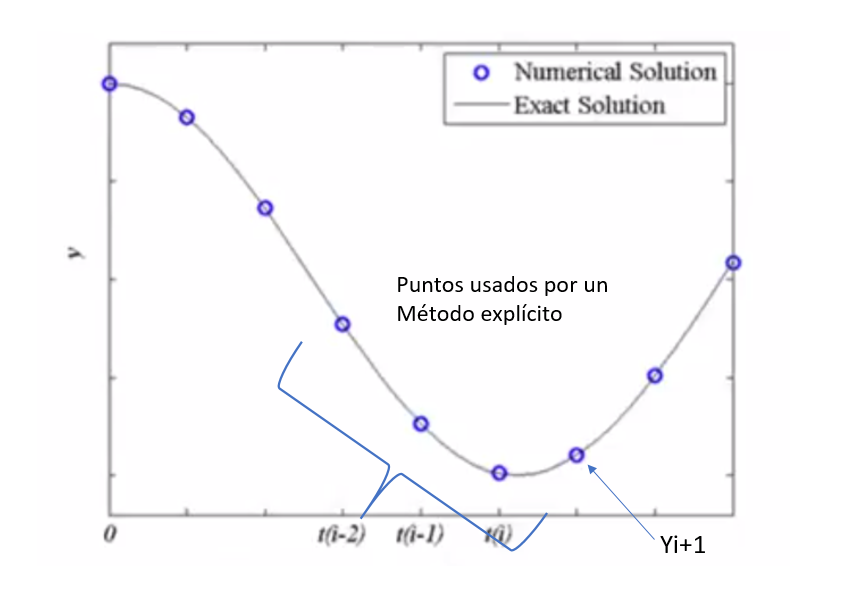 Numerical Solution
Exact Solution
y
Puntos usados por un
Método explícito
0
t(i-2)
t(i-1)
t(i)
Yi+1